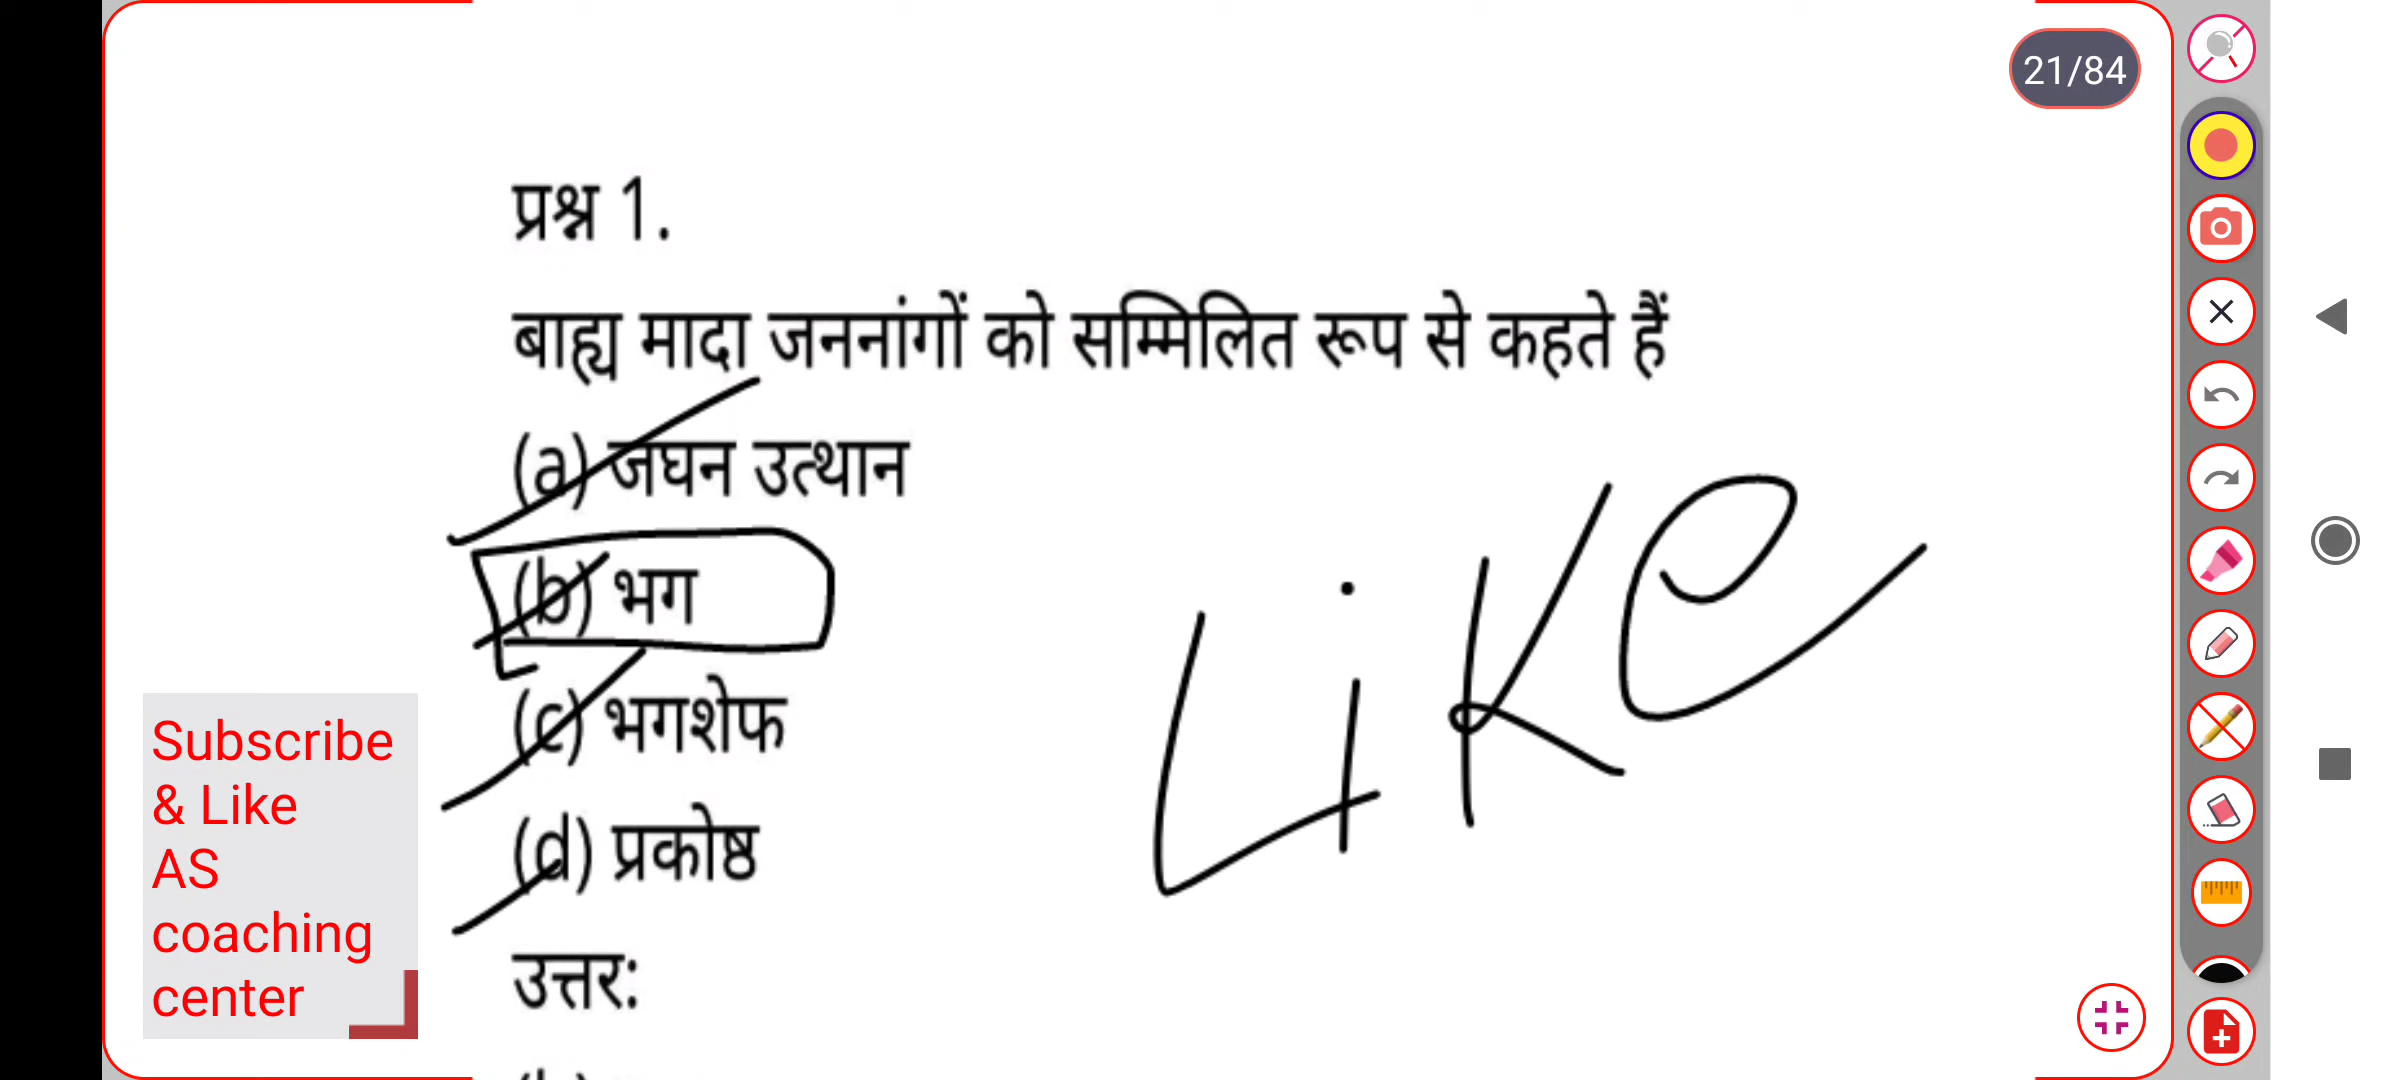 21/84
प्रश्न 1.
बाह्य मादा जननांगों को सम्मिलित रूप से कहते हैं
(a) जघन उत्थान
(b) भग
(c) भगशेफ
(d) प्रकोष्ठ
उत्तर:
Like
Subscribe
& Like
AS
coaching
center